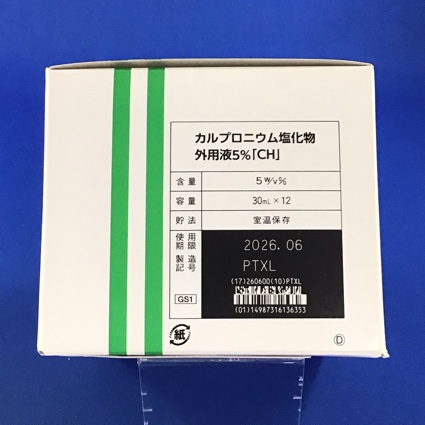 カルプロニウム塩化物
外用液5%「CH」
含量 5w/v%
容量 30mL×12
貯法 室温保存
使用期限 2026.06
製造記号 PTXL
(17)260600(10)PTXL
GS1
(01)14987316136353
紙
D